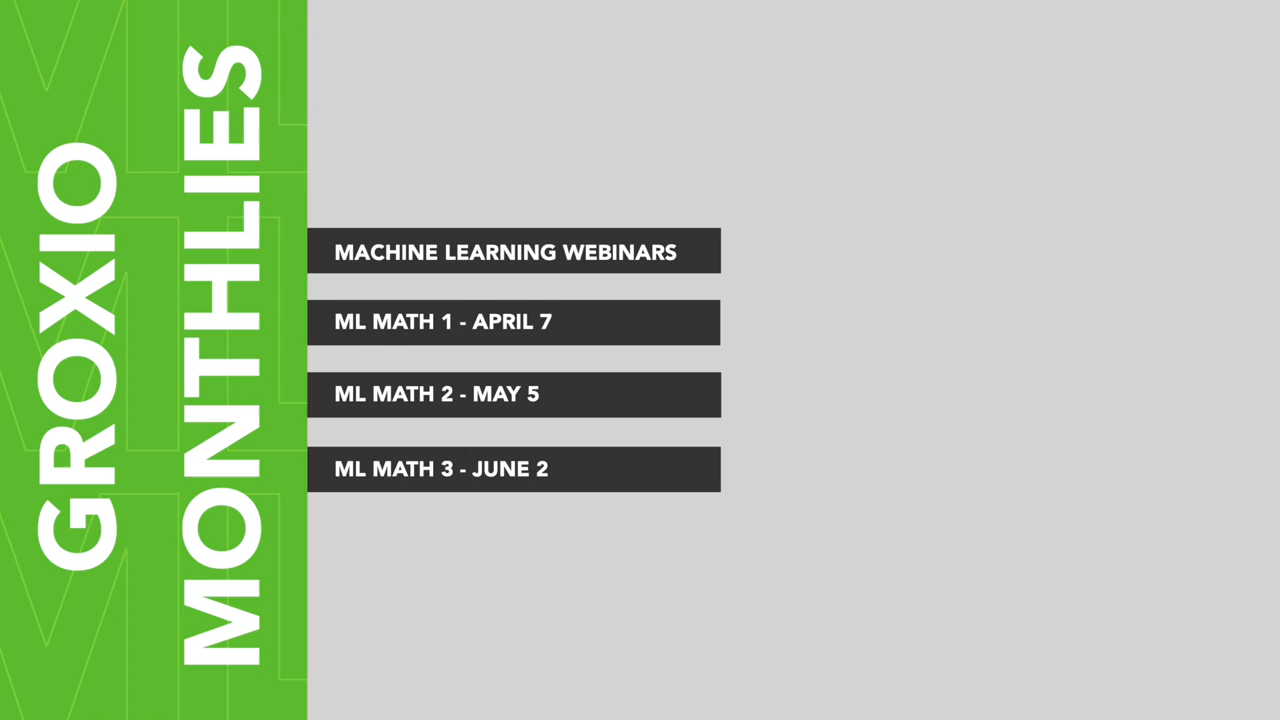 GROXIO
MONTHLIES
MACHINE LEARNING WEBINARS
ML MATH 1 - APRIL 7
ML MATH 2 - MAY 5
ML MATH 3 - JUNE 2